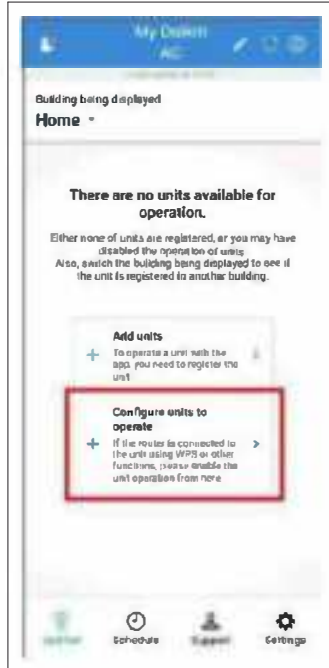 My Daikin
AC
Building being displayed
Home
There are no units available for
operation.
Either none of units are registered, or you may have
disabled the operation of units
Also, switch the building being displayed to see if
the unit is registered in another building.
Add units
To operate a unit with the
app, you need to register the
unit
Configure units to
operate
If the router is connected to
the unit using WPS or other
functions, please enable the
unit operation from here
Schedule
Support
Settings